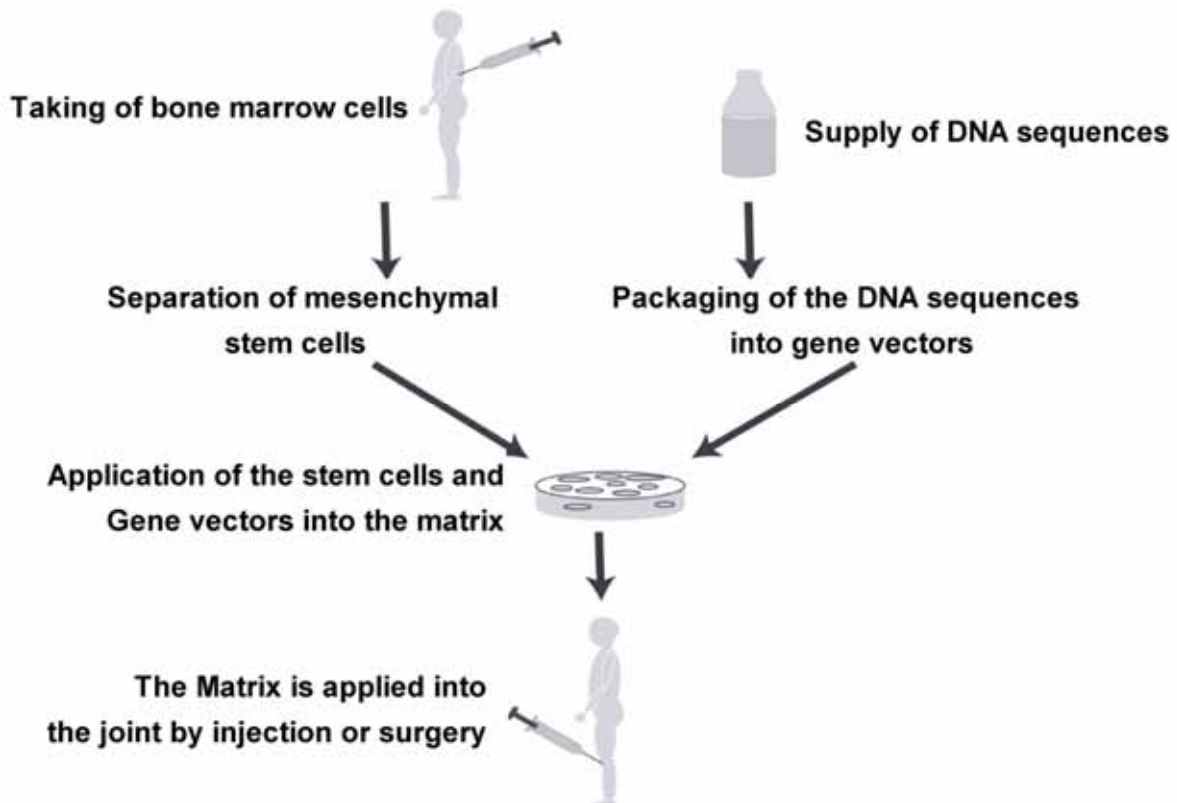 Taking of bone marrow cells
Supply of DNA sequences
Separation of mesenchymal
stem cells
Packaging of the DNA sequences
into gene vectors
Application of the stem cells and
Gene vectors into the matrix
The Matrix is applied into
the joint by injection or surgery